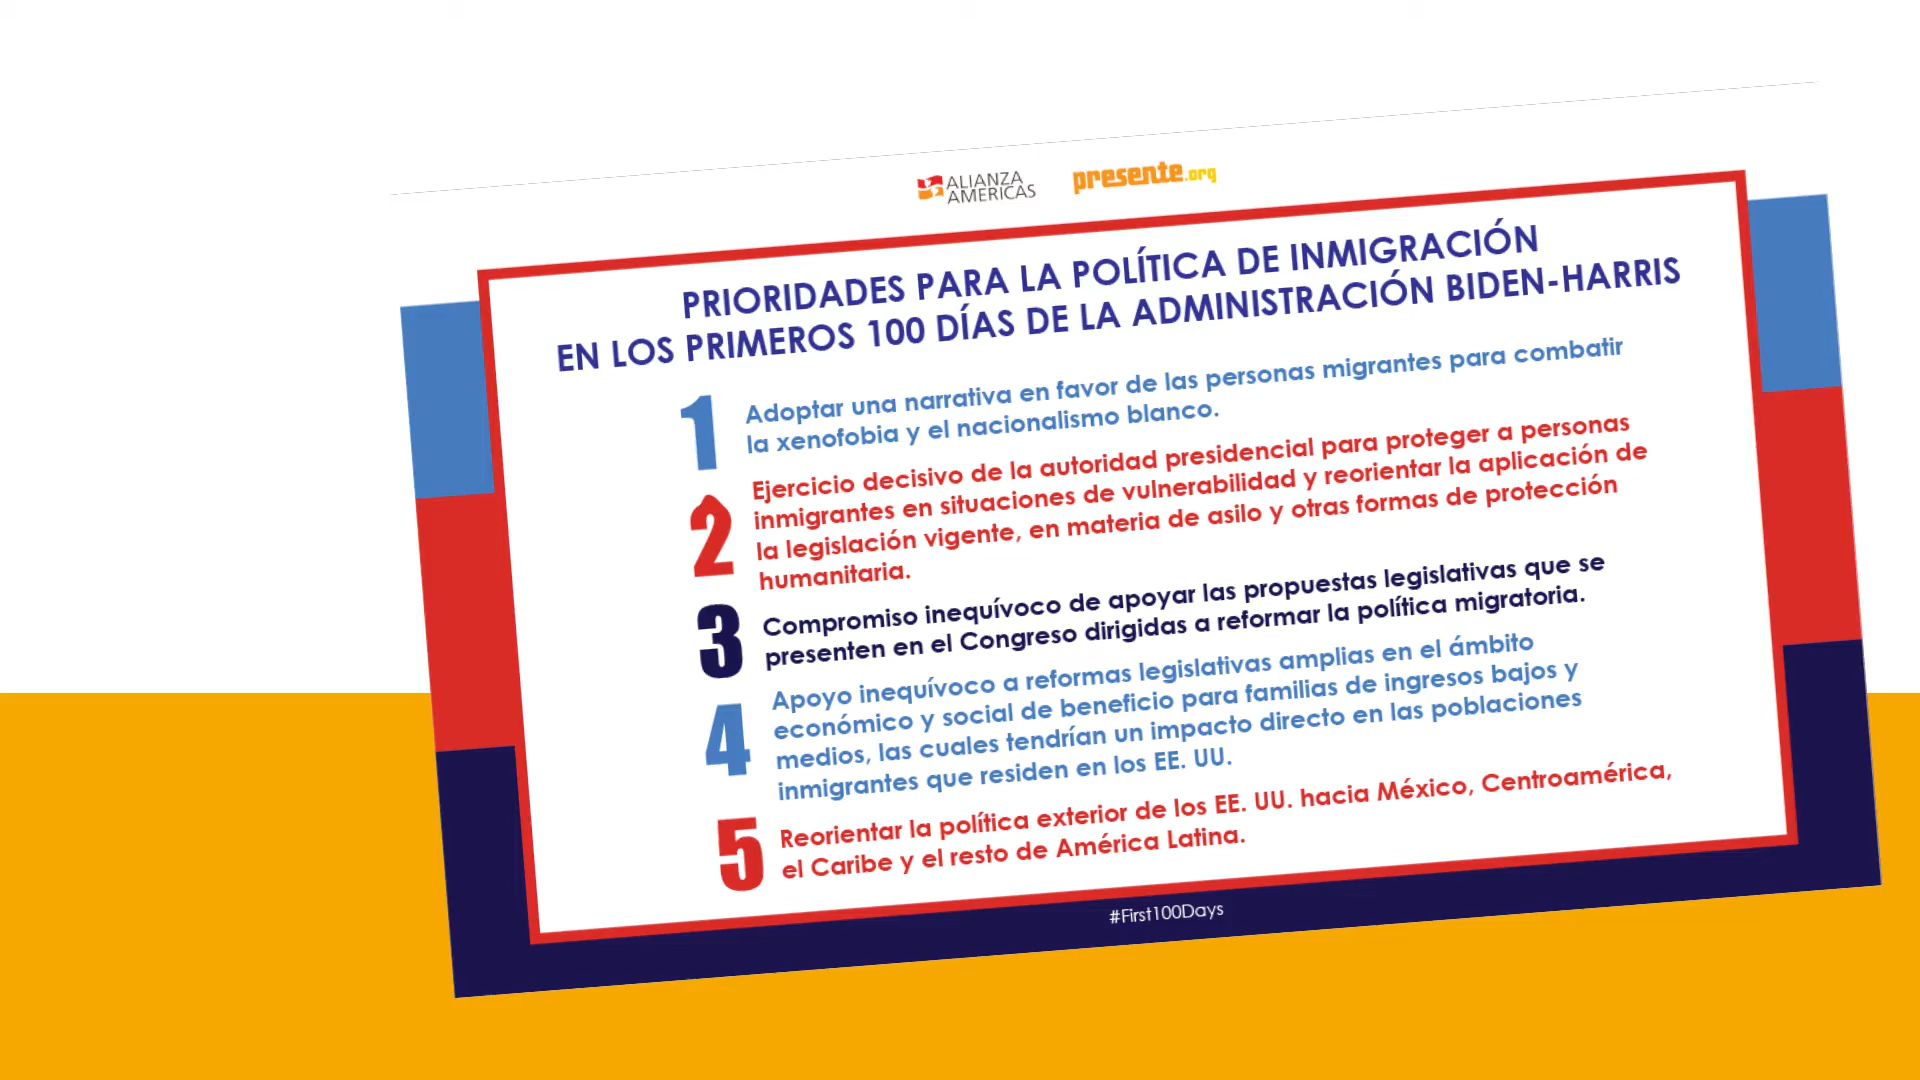 ALIANZA
AMERICAS
presente.org
PRIORIDADES PARA LA POLÍTICA DE INMIGRACIÓN
EN LOS PRIMEROS 100 DÍAS DE LA ADMINISTRACIÓN BIDEN-HARRIS
1 Adoptar una narrativa en favor de las personas migrantes para combatir
la xenofobia y el nacionalismo blanco.
2 Ejercicio decisivo de la autoridad presidencial para proteger a personas
inmigrantes en situaciones de vulnerabilidad y reorientar la aplicación de
la legislación vigente, en materia de asilo y otras formas de protección
humanitaria.
3 Compromiso inequívoco de apoyar las propuestas legislativas que se
presenten en el Congreso dirigidas a reformar la política migratoria.
4 Apoyo inequívoco a reformas legislativas amplias en el ámbito
económico y social de beneficio para familias de ingresos bajos y
medios, las cuales tendrían un impacto directo en las poblaciones
inmigrantes que residen en los EE. UU.
5 Reorientar la política exterior de los EE. UU. hacia México, Centroamérica,
el Caribe y el resto de América Latina.
#First100Days